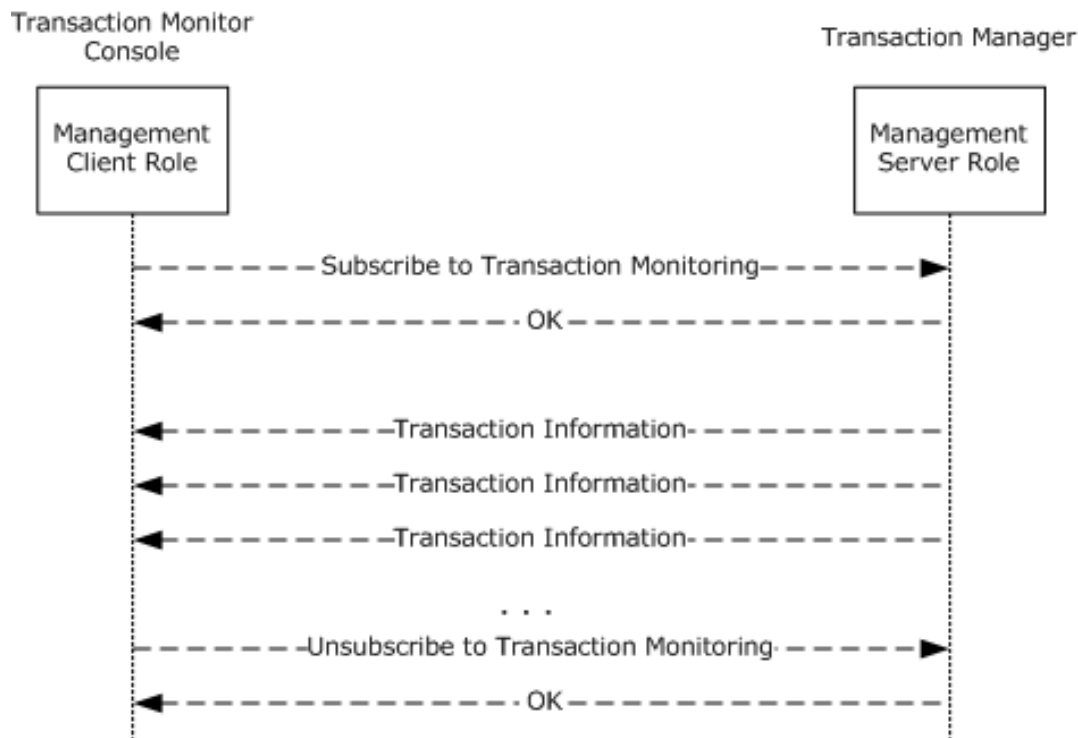 Transaction Monitor
Console
Transaction Manager
Management
Client Role
Management
Server Role
Subscribe to Transaction Monitoring
OK
Transaction Information
Transaction Information
Transaction Information
. . .
Unsubscribe to Transaction Monitoring
OK